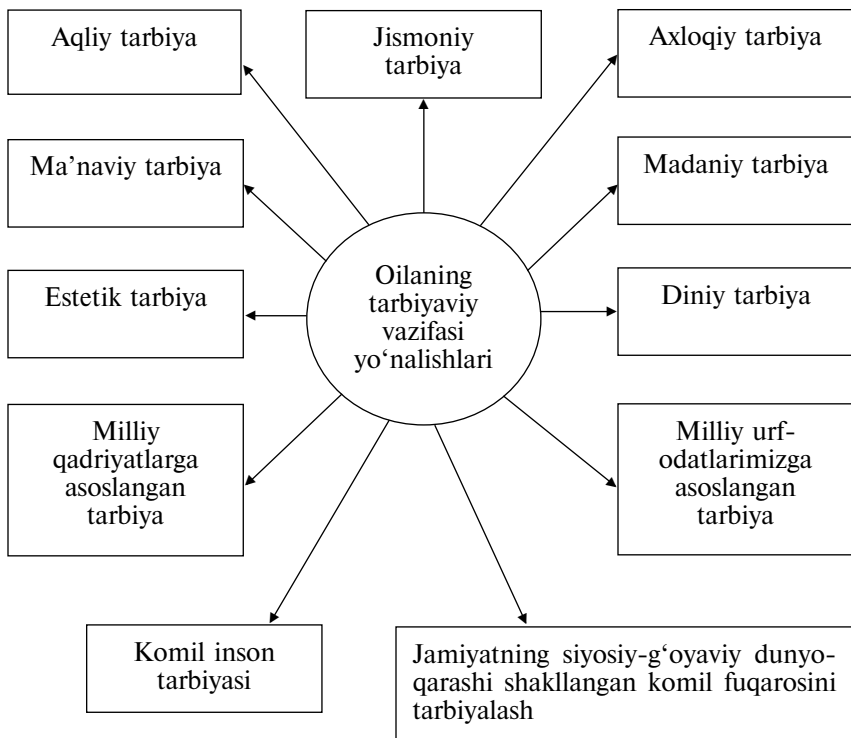 Aqliy tarbiya
Jismoniy
tarbiya
Axloqiy tarbiya
Ma’naviy tarbiya
Madaniy tarbiya
Oilaning
tarbiyaviy
vazifasi
yo‘nalishlari
Estetik tarbiya
Diniy tarbiya
Milliy
qadriyatlarga
asoslangan
tarbiya
Milliy urf-
odatlarimizga
asoslangan
tarbiya
Komil inson
tarbiyasi
Jamiyatning siyosiy-g‘oyaviy dunyo-
qarashi shakllangan komil fuqarosini
tarbiyalash